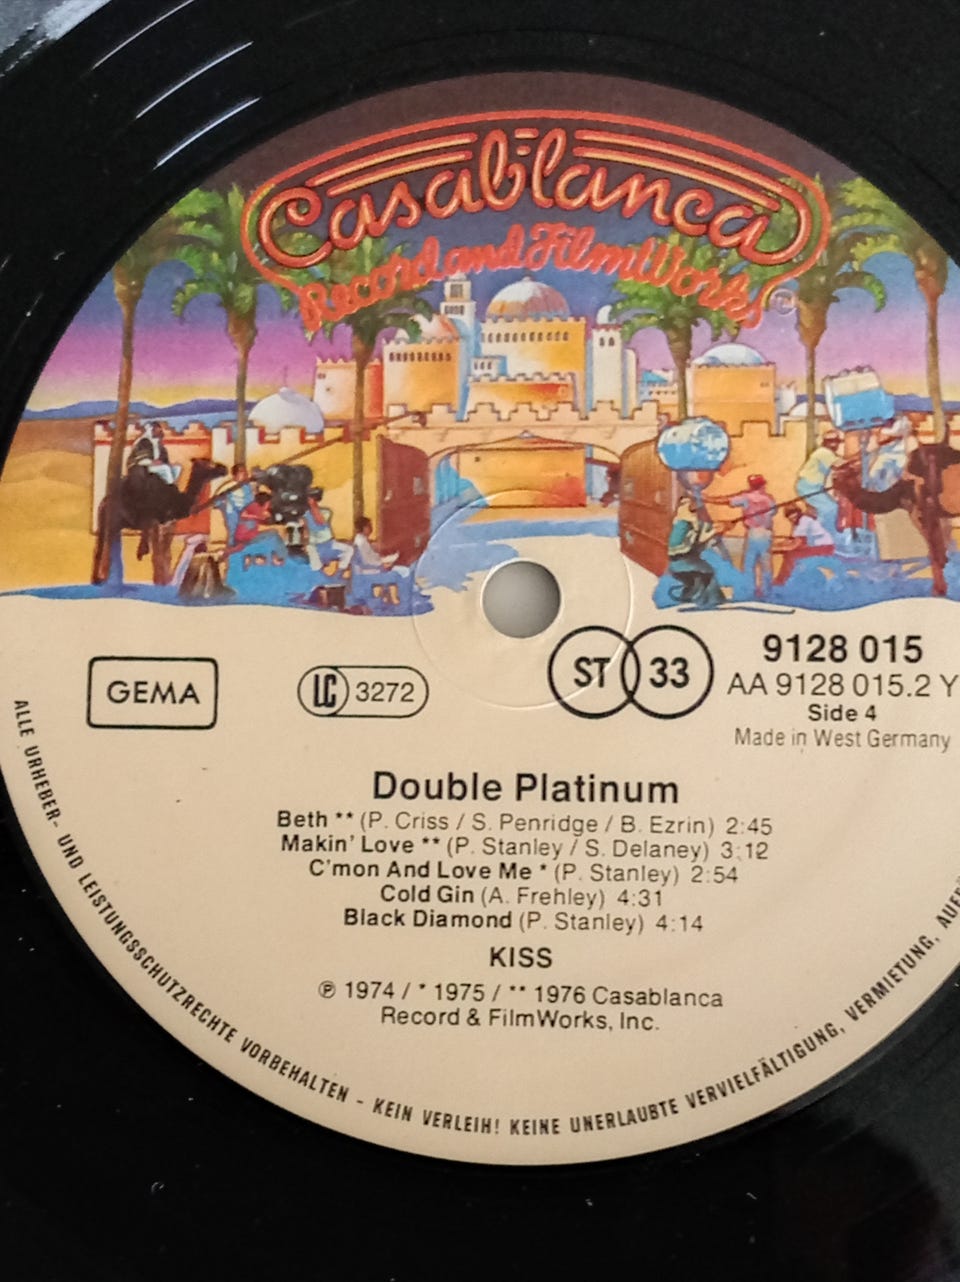 Casablanca
Record and FilmWorks
TM
GEMA
LC 3272
ST 33
9128 015
AA 9128 015.2 Y
Side 4
Made in West Germany
Double Platinum
Beth ** (P. Criss / S. Penridge / B. Ezrin) 2:45
Makin' Love ** (P. Stanley / S. Delaney) 3:12
C'mon And Love Me * (P. Stanley) 2:54
Cold Gin (A. Frehley) 4:31
Black Diamond (P. Stanley) 4:14
KISS
℗ 1974 / * 1975 / ** 1976 Casablanca
Record & FilmWorks, Inc.
ALLE URHEBER- UND LEISTUNGSSCHUTZRECHTE VORBEHALTEN - KEIN VERLEIH! KEINE UNERLAUBTE VERVIELFÄLTIGUNG, VERMIETUNG,